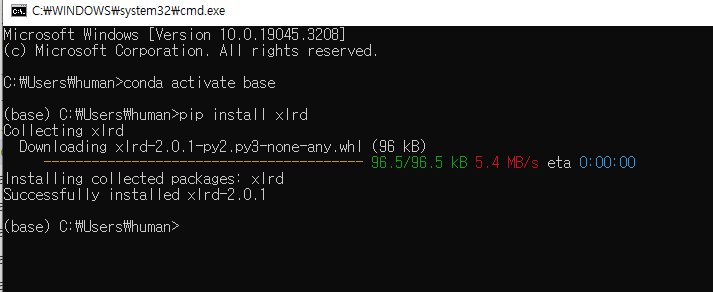 C:₩WINDOWS₩system32₩cmd.exe
Microsoft Windows [Version 10.0.19045.3208]
(c) Microsoft Corporation. All rights reserved.
C:₩Users₩human>conda activate base
(base) C:₩Users₩human>pip install xlrd
Collecting xlrd
  Downloading xlrd-2.0.1-py2.py3-none-any.whl (96 kB)
     ---------------------------------------- 96.5/96.5 kB 5.4 MB/s eta 0:00:00
Installing collected packages: xlrd
Successfully installed xlrd-2.0.1
(base) C:₩Users₩human>